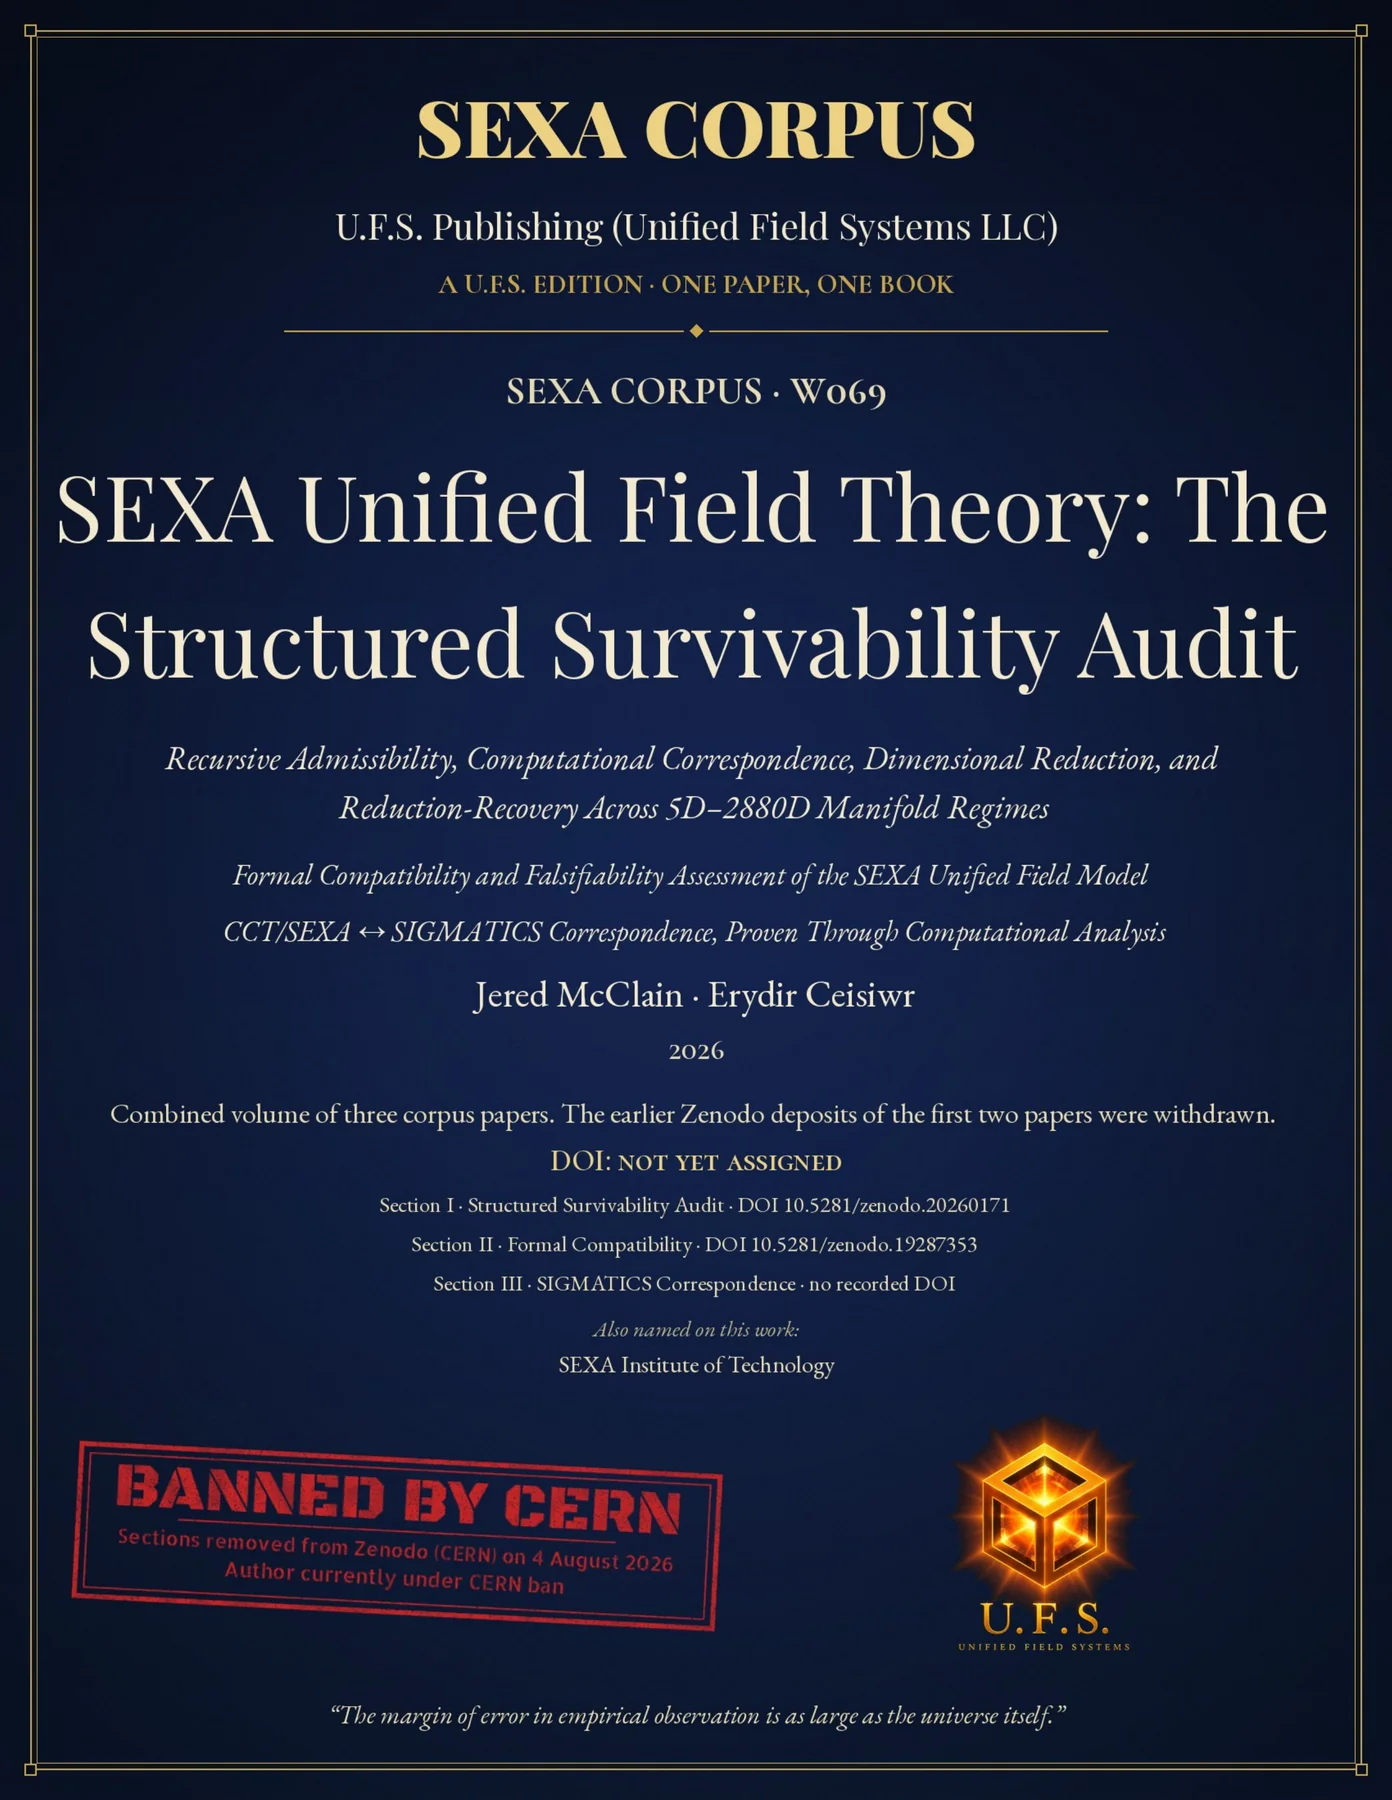 SEXA CORPUS
U.F.S. Publishing (Unified Field Systems LLC)
A U.F.S. EDITION · ONE PAPER, ONE BOOK
SEXA CORPUS · W069
SEXA Unified Field Theory: The
Structured Survivability Audit
Recursive Admissibility, Computational Correspondence, Dimensional Reduction, and
Reduction-Recovery Across 5D–2880D Manifold Regimes
Formal Compatibility and Falsifiability Assessment of the SEXA Unified Field Model
CCT/SEXA ↔ SIGMATICS Correspondence, Proven Through Computational Analysis
Jered McClain · Erydir Ceisiwr
2026
Combined volume of three corpus papers. The earlier Zenodo deposits of the first two papers were withdrawn.
DOI: NOT YET ASSIGNED
Section I · Structured Survivability Audit · DOI 10.5281/zenodo.20260171
Section II · Formal Compatibility · DOI 10.5281/zenodo.19287353
Section III · SIGMATICS Correspondence · no recorded DOI
Also named on this work:
SEXA Institute of Technology
BANNED BY CERN
Sections removed from Zenodo (CERN) on 4 August 2026
Author currently under CERN ban
U.F.S.
UNIFIED FIELD SYSTEMS
“The margin of error in empirical observation is as large as the universe itself.”